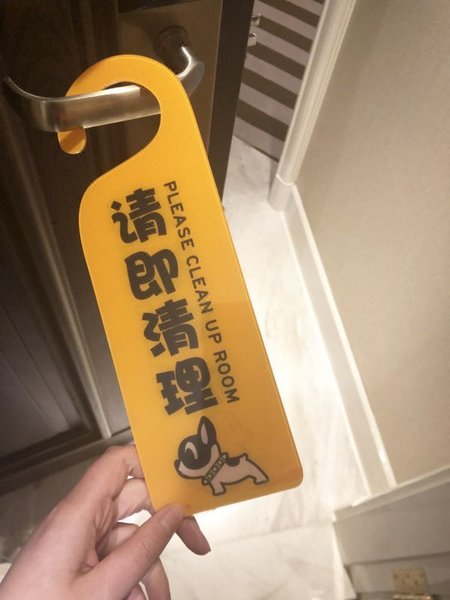 请即清理
PLEASE CLEAN UP ROOM